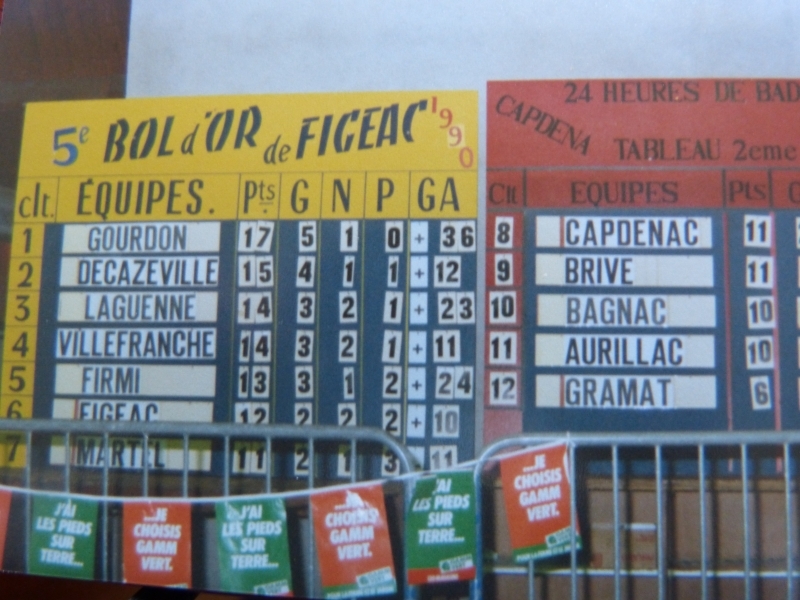 5e BOL d'OR de FIGEAC 1990
clt. ÉQUIPES. Pts. G N P GA
1 GOURDON 17 5 1 0 + 36
2 DECAZEVILLE 15 4 1 1 + 12
3 LAGUENNE 14 3 2 1 + 23
4 VILLEFRANCHE 14 3 2 1 + 11
5 FIRMI 13 3 1 2 + 24
6 FIGEAC 12 2 2 2 + 10
7 MARTEL 11 2 1 3 11
24 HEURES DE BAD
CAPDENA
TABLEAU 2eme
Clt EQUIPES Pts
8 CAPDENAC 11
9 BRIVE 11
10 BAGNAC 10
11 AURILLAC 10
12 GRAMAT 6
J'AI
LES PIEDS
SUR
TERRE...
...JE
CHOISIS
GAMM
VERT.
J'AI
LES PIEDS
SUR
TERRE...
CHOISIS
GAMM
VERT.
J'AI
LES PIEDS
SUR
TERRE...
...JE
CHOISIS
GAMM
VERT.